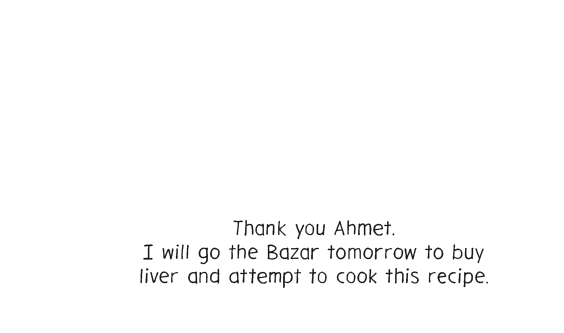 Thank you Ahmet.
I will go the Bazar tomorrow to buy
liver and attempt to cook this recipe.